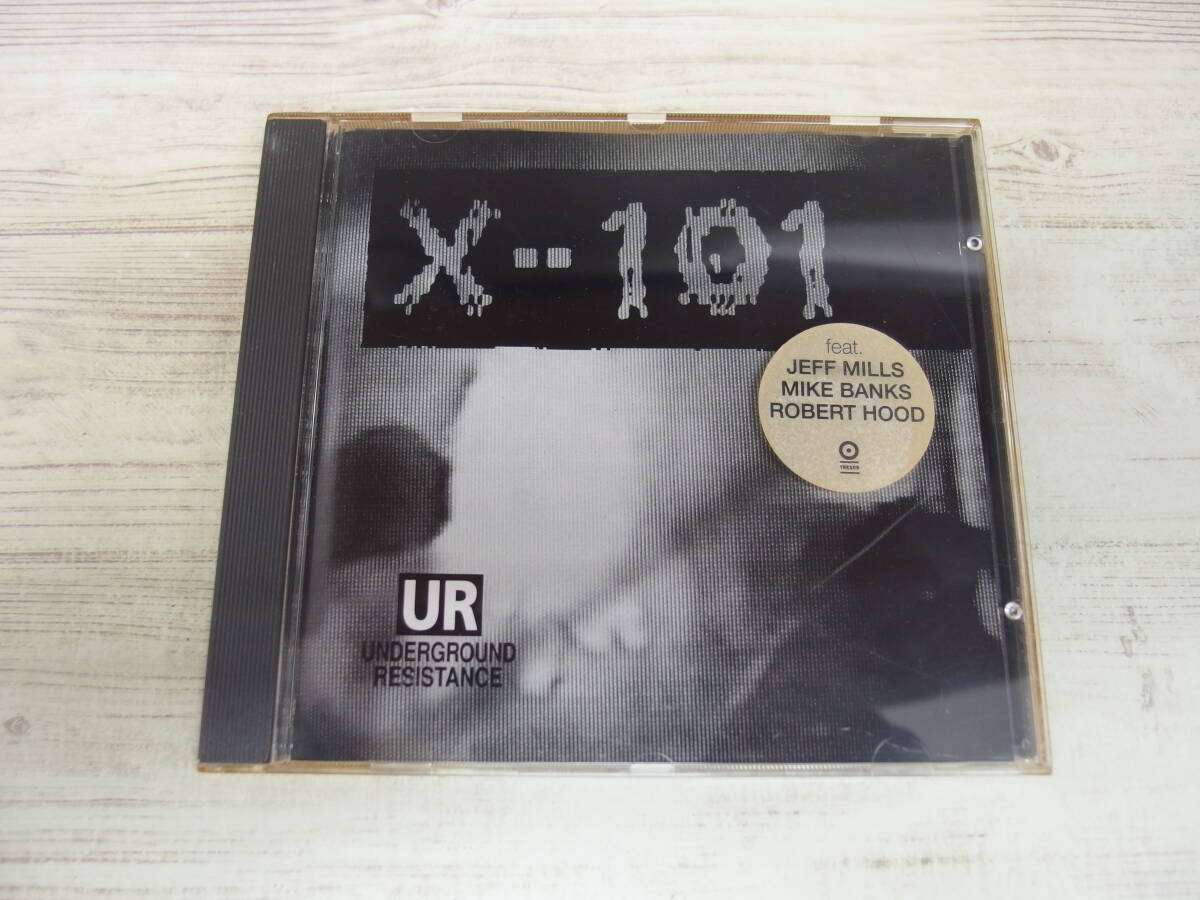 X-101
feat.
JEFF MILLS
MIKE BANKS
ROBERT HOOD
TRESOR
UR
UNDERGROUND
RESISTANCE